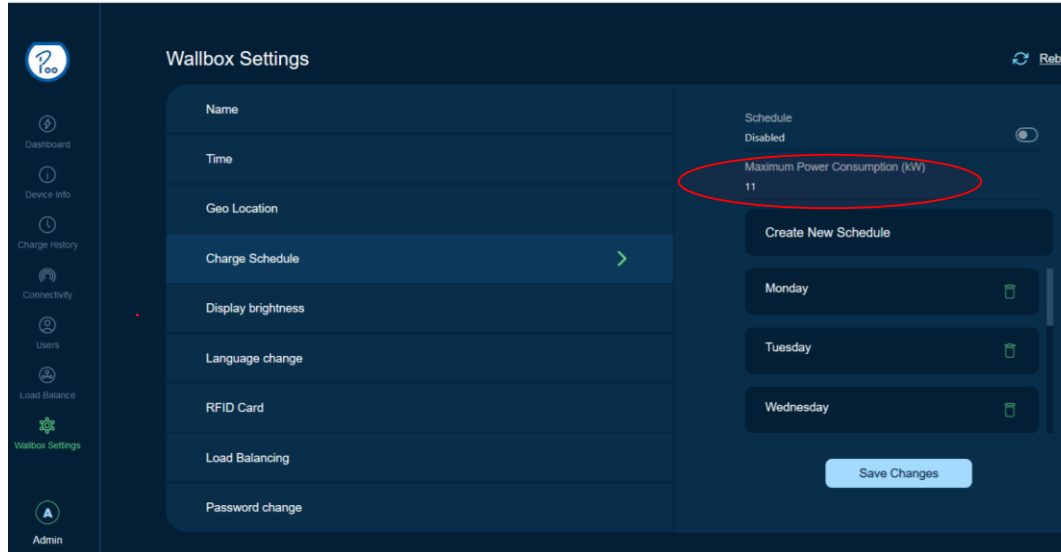 Wallbox Settings
Reb
Dashboard
Device Info
Charge History
Connectivity
Users
Load Balance
Wallbox Settings
A
Admin
Name
Time
Geo Location
Charge Schedule
Display brightness
Language change
RFID Card
Load Balancing
Password change
Schedule
Disabled
Maximum Power Consumption (kW)
11
Create New Schedule
Monday
Tuesday
Wednesday
Save Changes